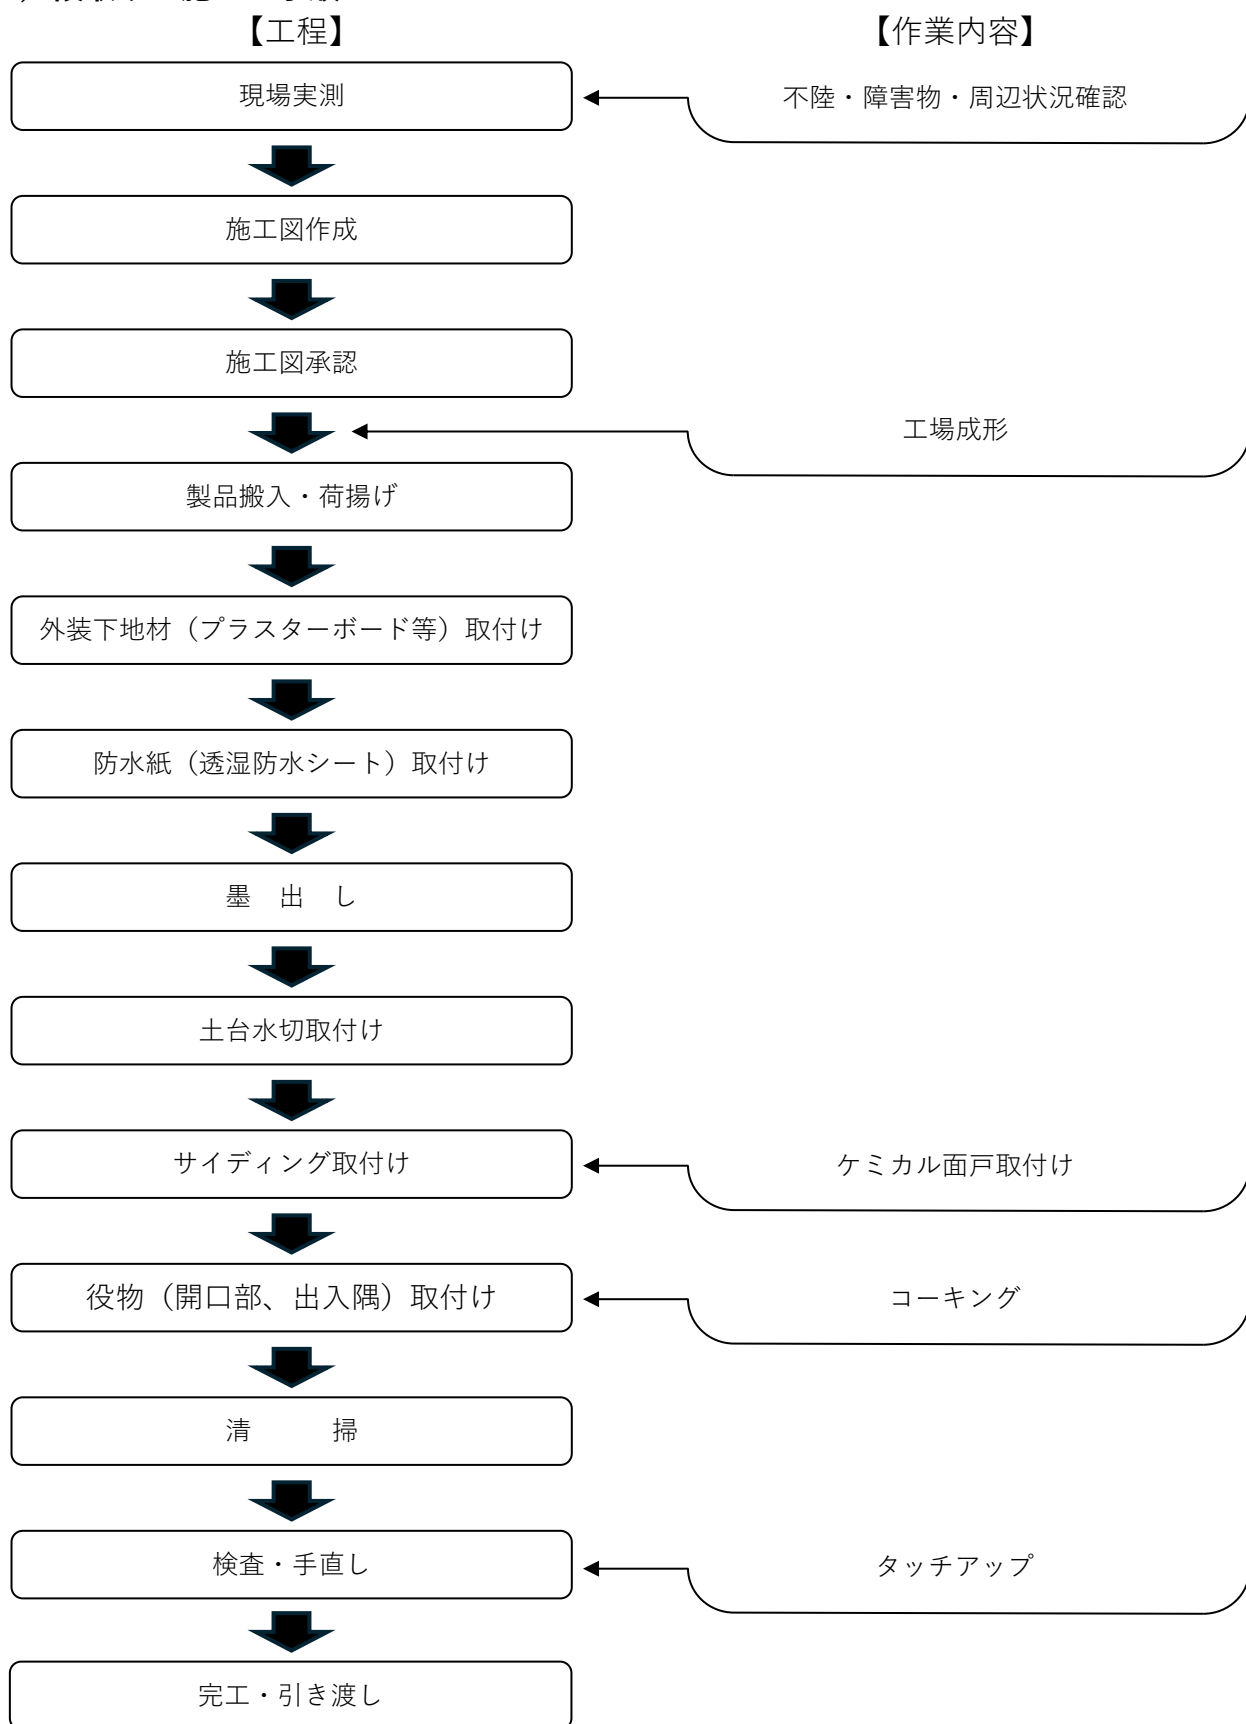 【工程】
【作業内容】
現場実測
不陸・障害物・周辺状況確認
施工図作成
施工図承認
工場成形
製品搬入・荷揚げ
外装下地材（プラスターボード等）取付け
防水紙（透湿防水シート）取付け
墨　出　し
土台水切取付け
サイディング取付け
ケミカル面戸取付け
役物（開口部、出入隅）取付け
コーキング
清　　　掃
検査・手直し
タッチアップ
完工・引き渡し